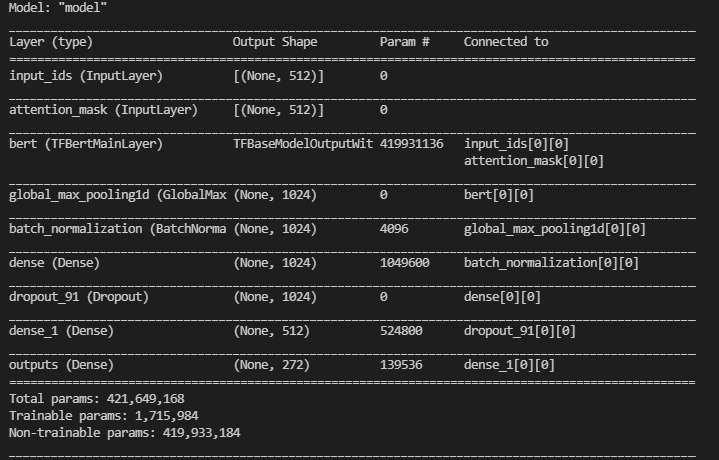 Model: "model"
Layer (type) Output Shape Param # Connected to
input_ids (InputLayer) [(None, 512)] 0
attention_mask (InputLayer) [(None, 512)] 0
bert (TFBertMainLayer) TFBaseModelOutputWit 419931136 input_ids[0][0]
attention_mask[0][0]
global_max_pooling1d (GlobalMax (None, 1024) 0 bert[0][0]
batch_normalization (BatchNorma (None, 1024) 4096 global_max_pooling1d[0][0]
dense (Dense) (None, 1024) 1049600 batch_normalization[0][0]
dropout_91 (Dropout) (None, 1024) 0 dense[0][0]
dense_1 (Dense) (None, 512) 524800 dropout_91[0][0]
outputs (Dense) (None, 272) 139536 dense_1[0][0]
Total params: 421,649,168
Trainable params: 1,715,984
Non-trainable params: 419,933,184